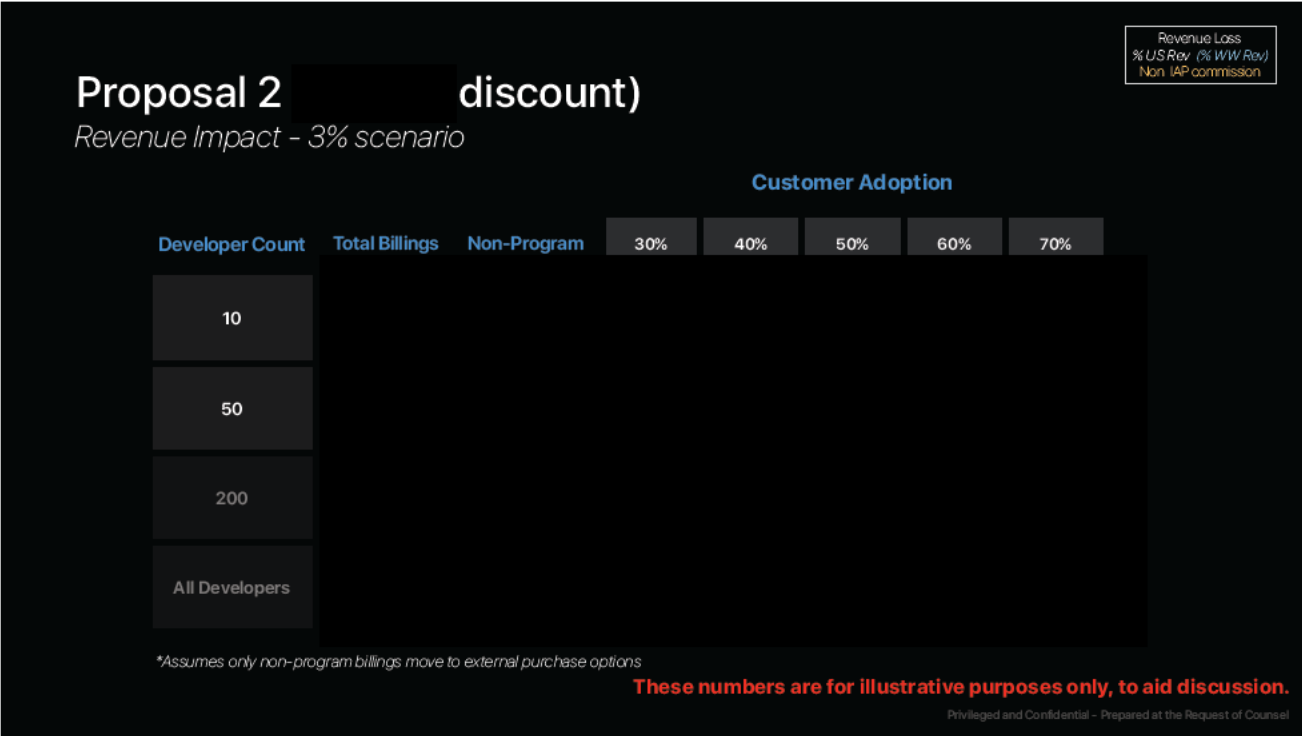 Revenue Loss
% US Rev (% WW Rev)
Non IAP commission
Proposal 2 discount)
Revenue Impact - 3% scenario
Customer Adoption
Developer Count Total Billings Non-Program 30% 40% 50% 60% 70%
10
50
200
All Developers
*Assumes only non-program billings move to external purchase options
These numbers are for illustrative purposes only, to aid discussion.
Privileged and Confidential - Prepared at the Request of Counsel